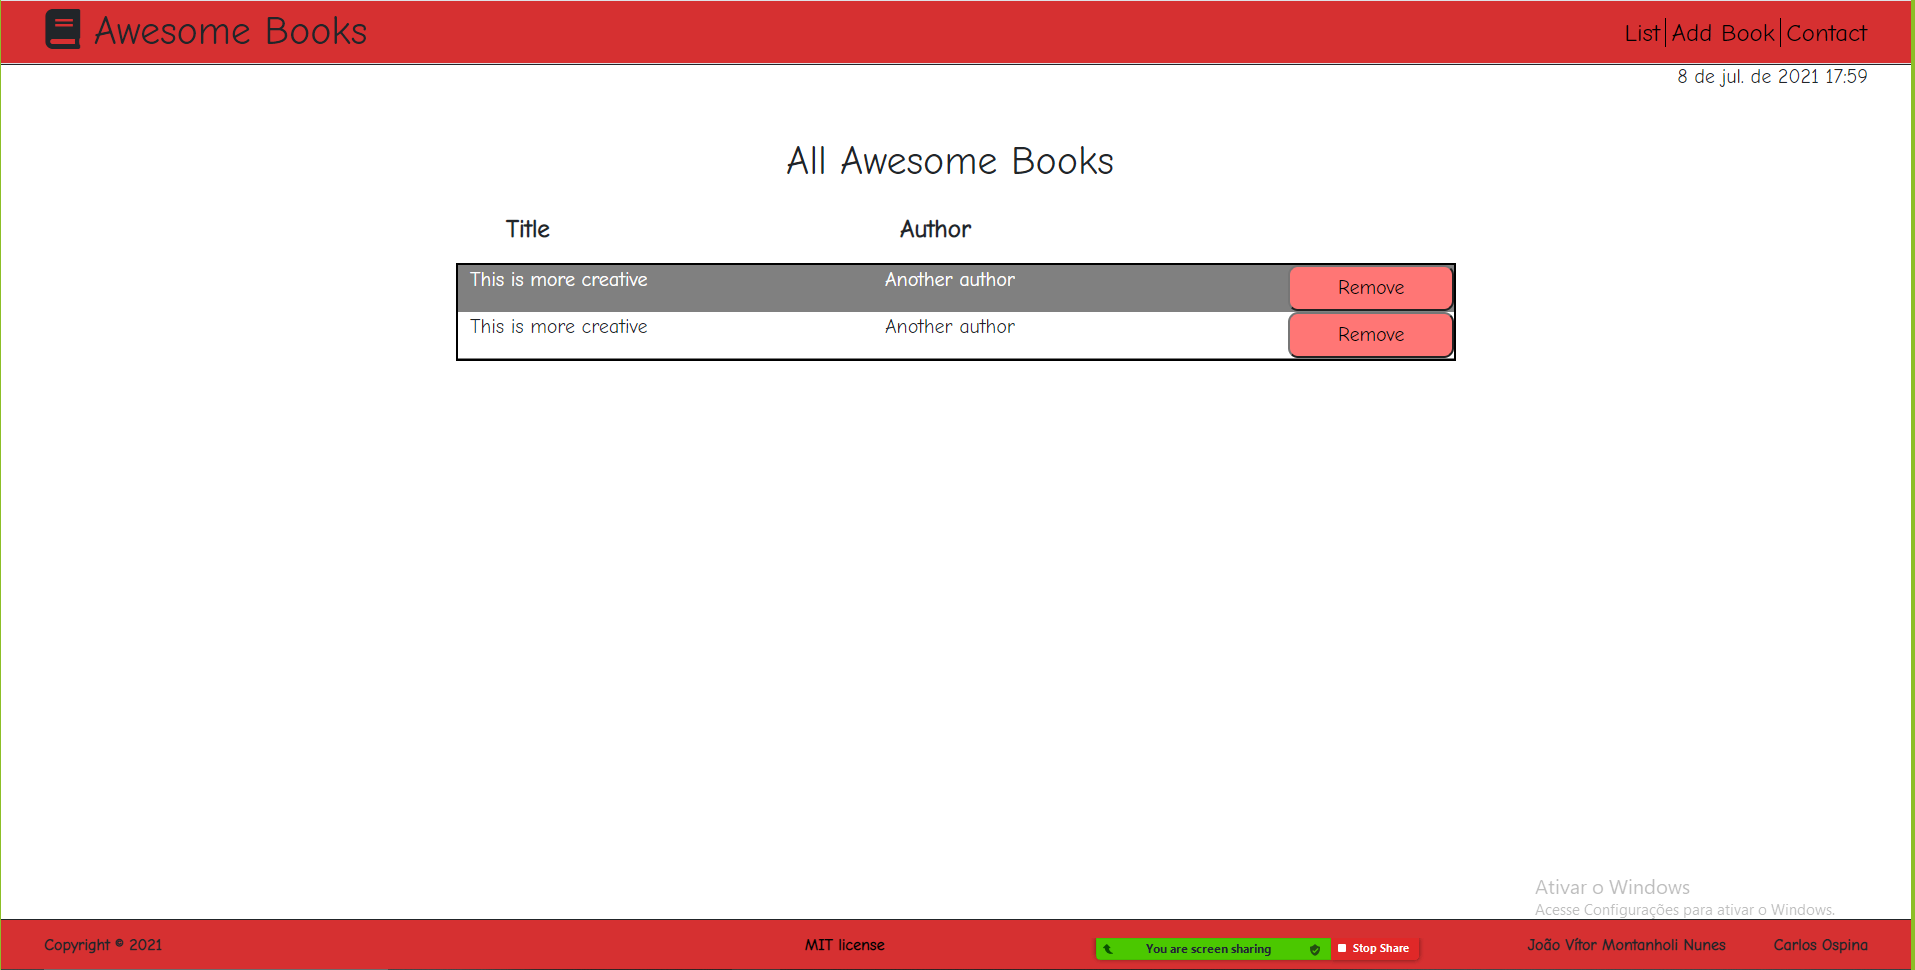 Awesome Books
List Add Book Contact
8 de jul. de 2021 17:59
All Awesome Books
Title Author
This is more creative Another author Remove
This is more creative Another author Remove
Ativar o Windows
Acesse Configurações para ativar o Windows.
Copyright © 2021 MIT license You are screen sharing Stop Share João Vítor Montanholi Nunes Carlos Ospina